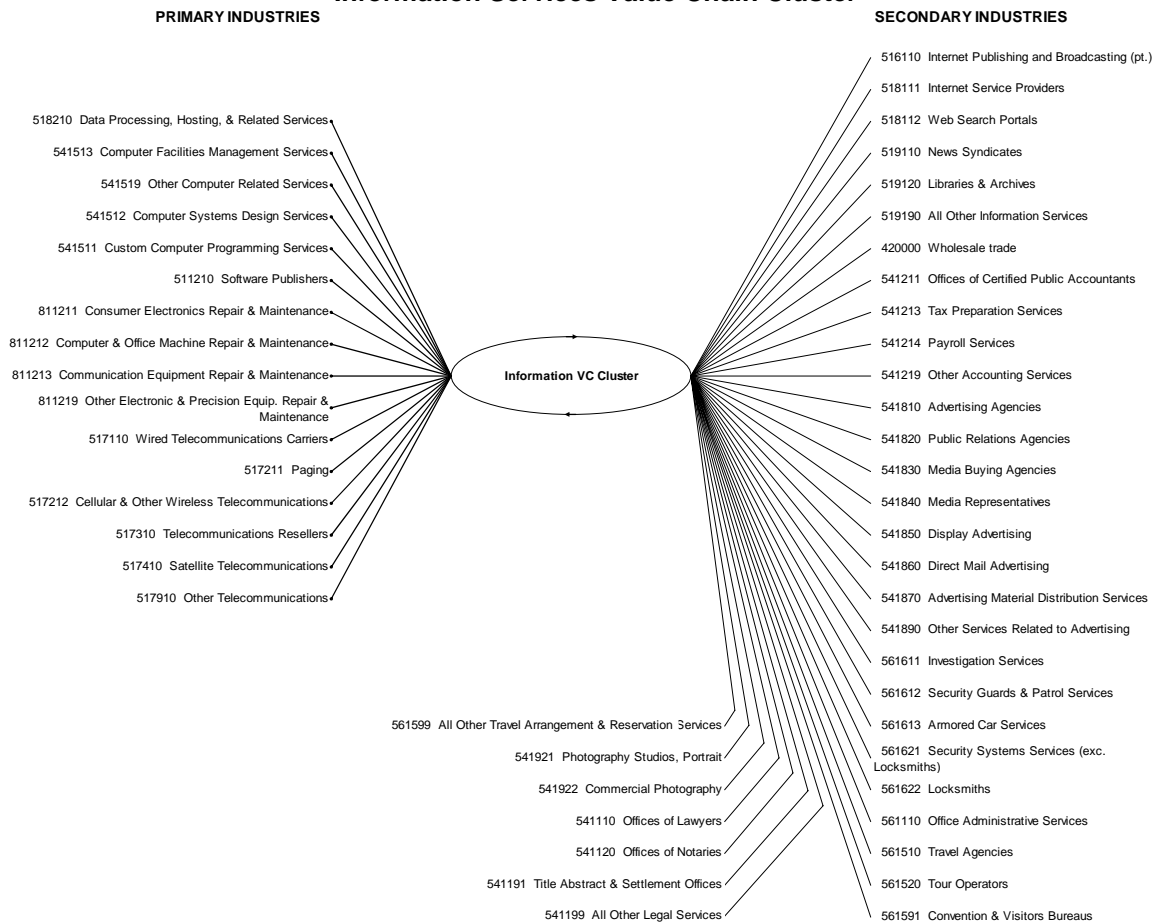 Information Services Value Chain Cluster
PRIMARY INDUSTRIES
518210 Data Processing, Hosting, & Related Services
541513 Computer Facilities Management Services
541519 Other Computer Related Services
541512 Computer Systems Design Services
541511 Custom Computer Programming Services
511210 Software Publishers
811211 Consumer Electronics Repair & Maintenance
811212 Computer & Office Machine Repair & Maintenance
811213 Communication Equipment Repair & Maintenance
811219 Other Electronic & Precision Equip. Repair &
Maintenance
517110 Wired Telecommunications Carriers
517211 Paging
517212 Cellular & Other Wireless Telecommunications
517310 Telecommunications Resellers
517410 Satellite Telecommunications
517910 Other Telecommunications
Information VC Cluster
SECONDARY INDUSTRIES
516110 Internet Publishing and Broadcasting (pt.)
518111 Internet Service Providers
518112 Web Search Portals
519110 News Syndicates
519120 Libraries & Archives
519190 All Other Information Services
420000 Wholesale trade
541211 Offices of Certified Public Accountants
541213 Tax Preparation Services
541214 Payroll Services
541219 Other Accounting Services
541810 Advertising Agencies
541820 Public Relations Agencies
541830 Media Buying Agencies
541840 Media Representatives
541850 Display Advertising
541860 Direct Mail Advertising
541870 Advertising Material Distribution Services
541890 Other Services Related to Advertising
561611 Investigation Services
561612 Security Guards & Patrol Services
561613 Armored Car Services
561621 Security Systems Services (exc.
Locksmiths)
561622 Locksmiths
561110 Office Administrative Services
561510 Travel Agencies
561520 Tour Operators
561591 Convention & Visitors Bureaus
561599 All Other Travel Arrangement & Reservation Services
541921 Photography Studios, Portrait
541922 Commercial Photography
541110 Offices of Lawyers
541120 Offices of Notaries
541191 Title Abstract & Settlement Offices
541199 All Other Legal Services